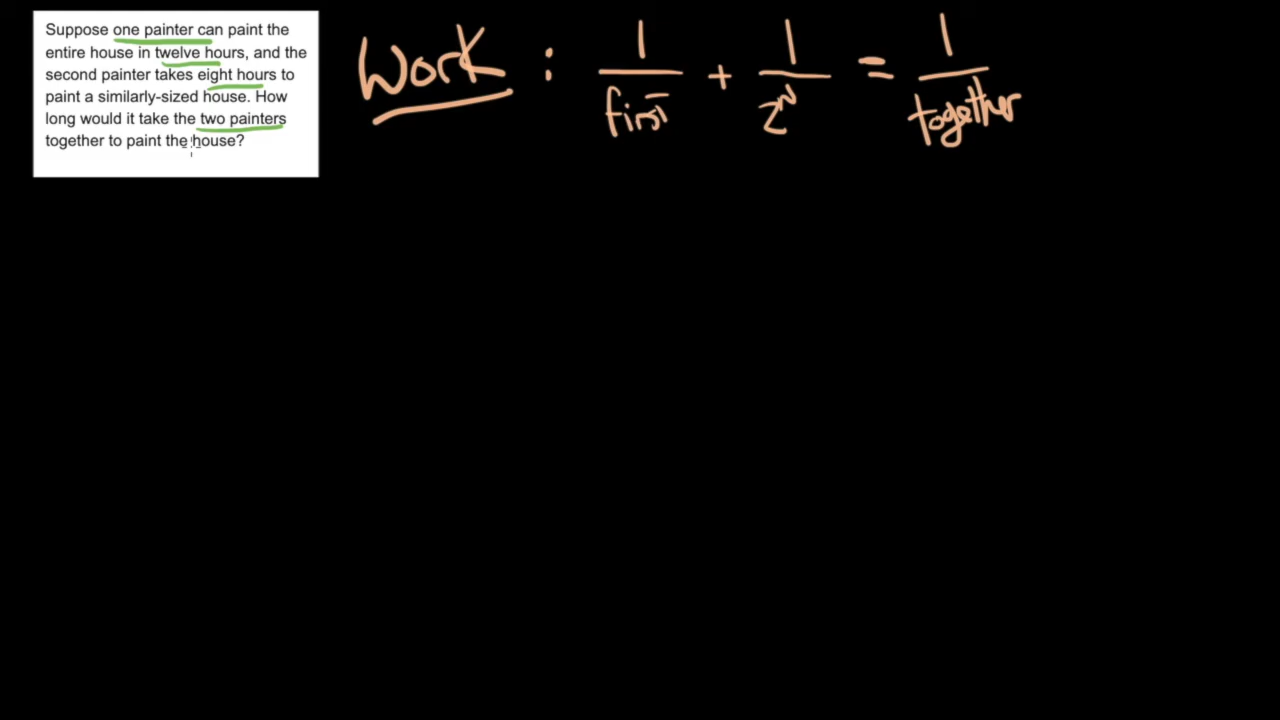 Suppose one painter can paint the
entire house in twelve hours, and the
second painter takes eight hours to
paint a similarly-sized house. How
long would it take the two painters
together to paint the house?
Work : 1/first + 1/2nd = 1/together